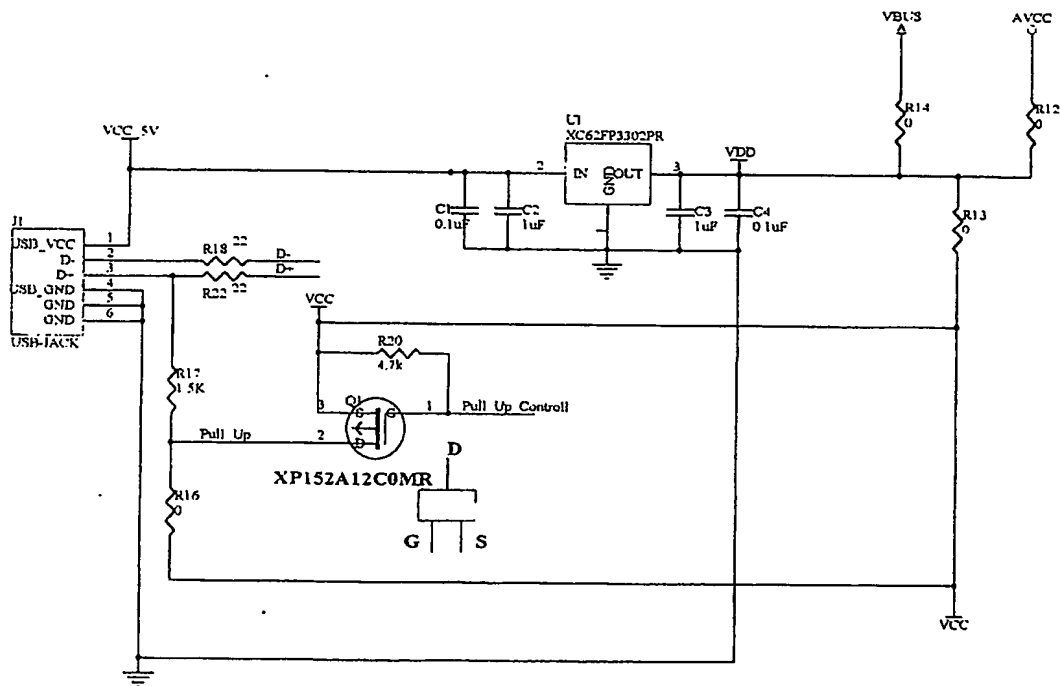 VBUS
AVCC
R14
0
R12
0
VCC_5V
U1
XC62FP3302PR
2
IN
GND
OUT
3
VDD
1
C1
0.1uF
C2
1uF
C3
1uF
C4
0.1uF
R13
0
J1
USB_VCC
1
D-
2
D+
3
USB_GND
4
GND
5
GND
6
USB-JACK
R18
22
D-
D+
R22
22
VCC
R20
4.7k
R17
1.5K
Q1
3
S
G
1
Pull Up Controll
Pull Up
2
D
XP152A12C0MR
D
G
S
R16
0
VCC